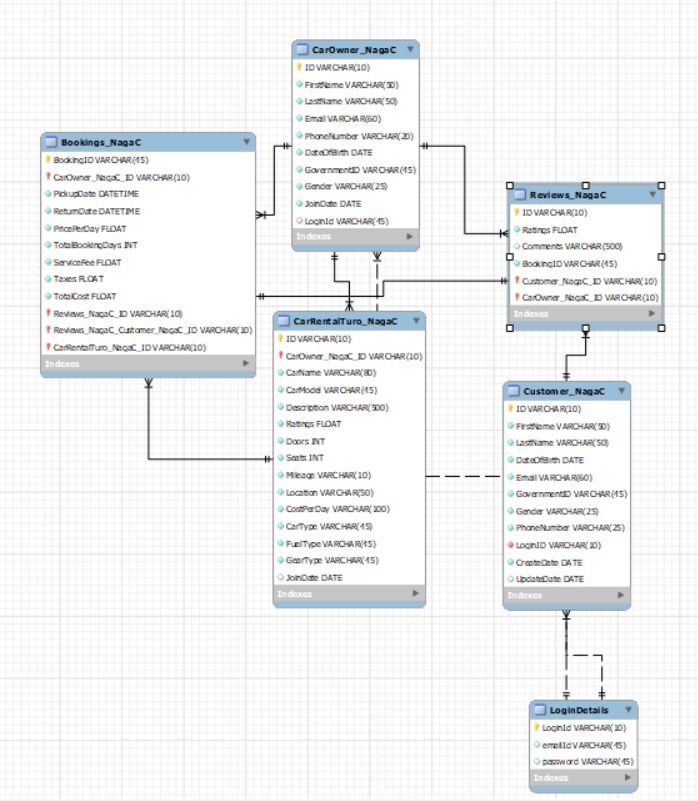 CarOwner_NagaC
ID VARCHAR(10)
FirstName VARCHAR(50)
LastName VARCHAR(50)
Email VARCHAR(60)
PhoneNumber VARCHAR(20)
DateOfBirth DATE
GovernmentID VARCHAR(45)
Gender VARCHAR(25)
JoinDate DATE
LoginId VARCHAR(45)
Indexes
Bookings_NagaC
BookingID VARCHAR(45)
CarOwner_NagaC_ID VARCHAR(10)
PickupDate DATETIME
ReturnDate DATETIME
PricePerDay FLOAT
TotalBookingDays INT
ServiceFee FLOAT
Taxes FLOAT
TotalCost FLOAT
Reviews_NagaC_ID VARCHAR(10)
Reviews_NagaC_Customer_NagaC_ID VARCHAR(10)
CarRentalTuro_NagaC_ID VARCHAR(10)
Indexes
Reviews_NagaC
ID VARCHAR(10)
Ratings FLOAT
Comments VARCHAR(500)
BookingID VARCHAR(45)
Customer_NagaC_ID VARCHAR(10)
CarOwner_NagaC_ID VARCHAR(10)
Indexes
CarRentalTuro_NagaC
ID VARCHAR(10)
CarOwner_NagaC_ID VARCHAR(10)
CarName VARCHAR(80)
CarModel VARCHAR(45)
Description VARCHAR(500)
Ratings FLOAT
Doors INT
Seats INT
Mileage VARCHAR(10)
Location VARCHAR(50)
CostPerDay VARCHAR(100)
CarType VARCHAR(45)
FuelType VARCHAR(45)
GearType VARCHAR(45)
JoinDate DATE
Indexes
Customer_NagaC
ID VARCHAR(10)
FirstName VARCHAR(50)
LastName VARCHAR(50)
DateOfBirth DATE
Email VARCHAR(60)
GovernmentID VARCHAR(45)
Gender VARCHAR(25)
PhoneNumber VARCHAR(25)
LoginID VARCHAR(10)
CreateDate DATE
UpdateDate DATE
Indexes
LoginDetails
LoginId VARCHAR(10)
emailId VARCHAR(45)
password VARCHAR(45)
Indexes